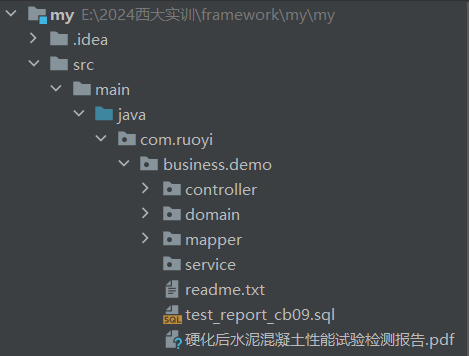 my E:\2024西大实训\framework\my\my
.idea
src
main
java
com.ruoyi
business.demo
controller
domain
mapper
service
readme.txt
SQL test_report_cb09.sql
? 硬化后水泥混凝土性能试验检测报告.pdf